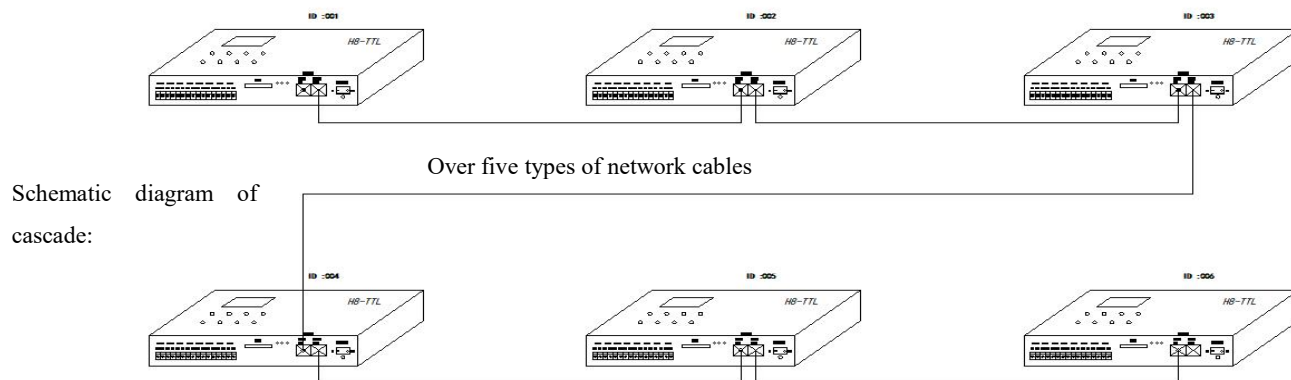 ID :001
ID :002
ID :003
H8-TTL
H8-TTL
H8-TTL
Over five types of network cables
Schematic diagram of
cascade:
ID :004
ID :005
ID :006
H8-TTL
H8-TTL
H8-TTL